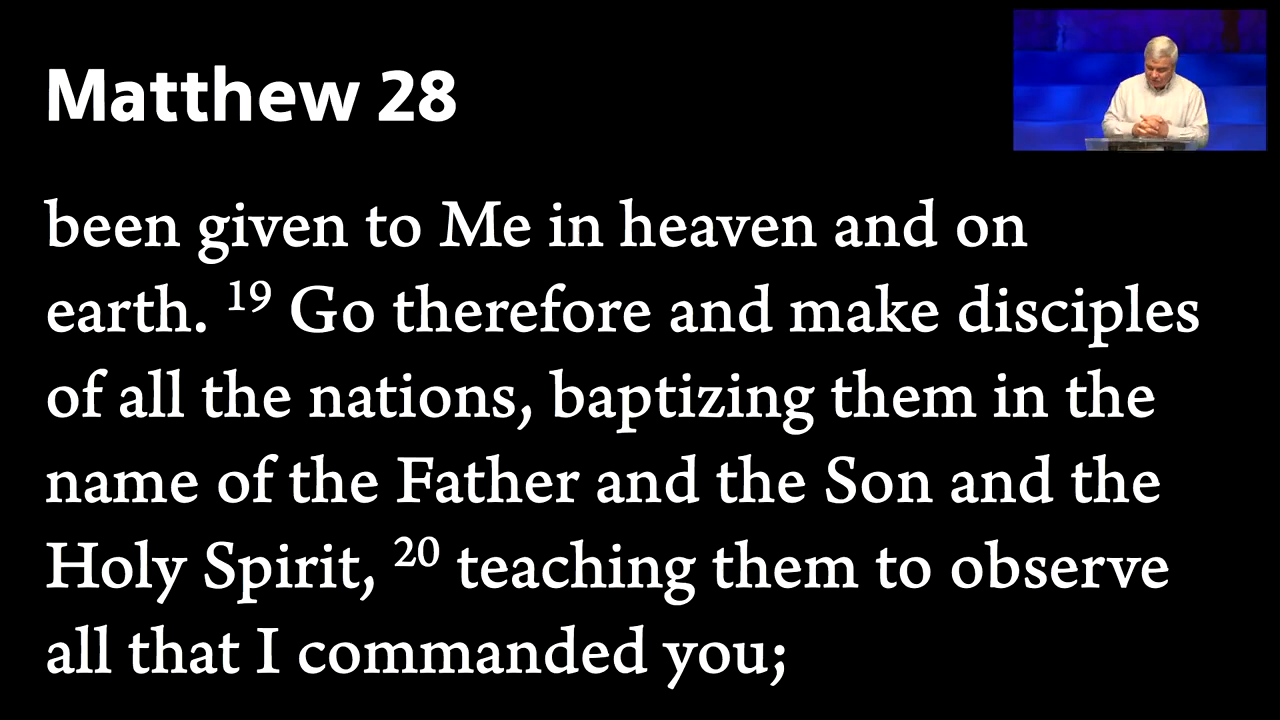 Matthew 28
been given to Me in heaven and on
earth. ¹⁹ Go therefore and make disciples
of all the nations, baptizing them in the
name of the Father and the Son and the
Holy Spirit, ²⁰ teaching them to observe
all that I commanded you;